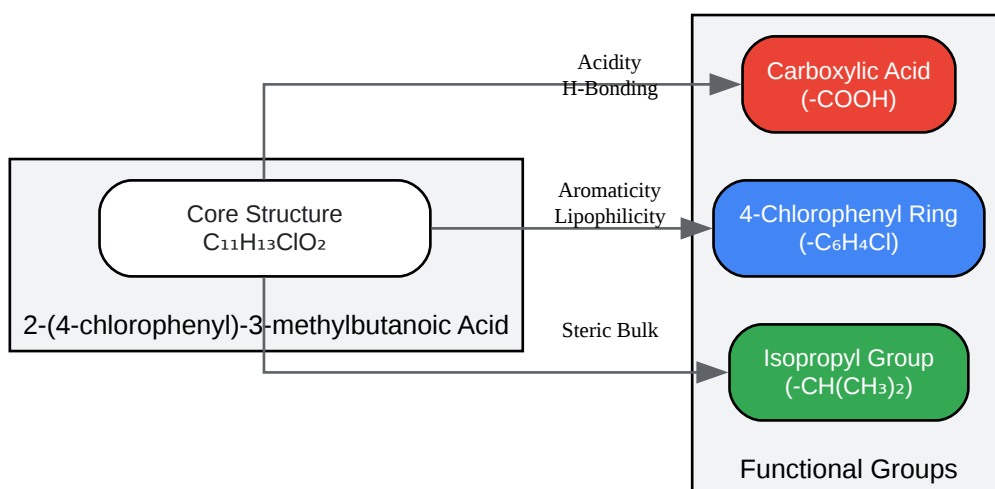 Acidity
H-Bonding
Carboxylic Acid
(-COOH)
Core Structure
C₁₁H₁₃ClO₂
2-(4-chlorophenyl)-3-methylbutanoic Acid
Aromaticity
Lipophilicity
4-Chlorophenyl Ring
(-C₆H₄Cl)
Steric Bulk
Isopropyl Group
(-CH(CH₃)₂)
Functional Groups